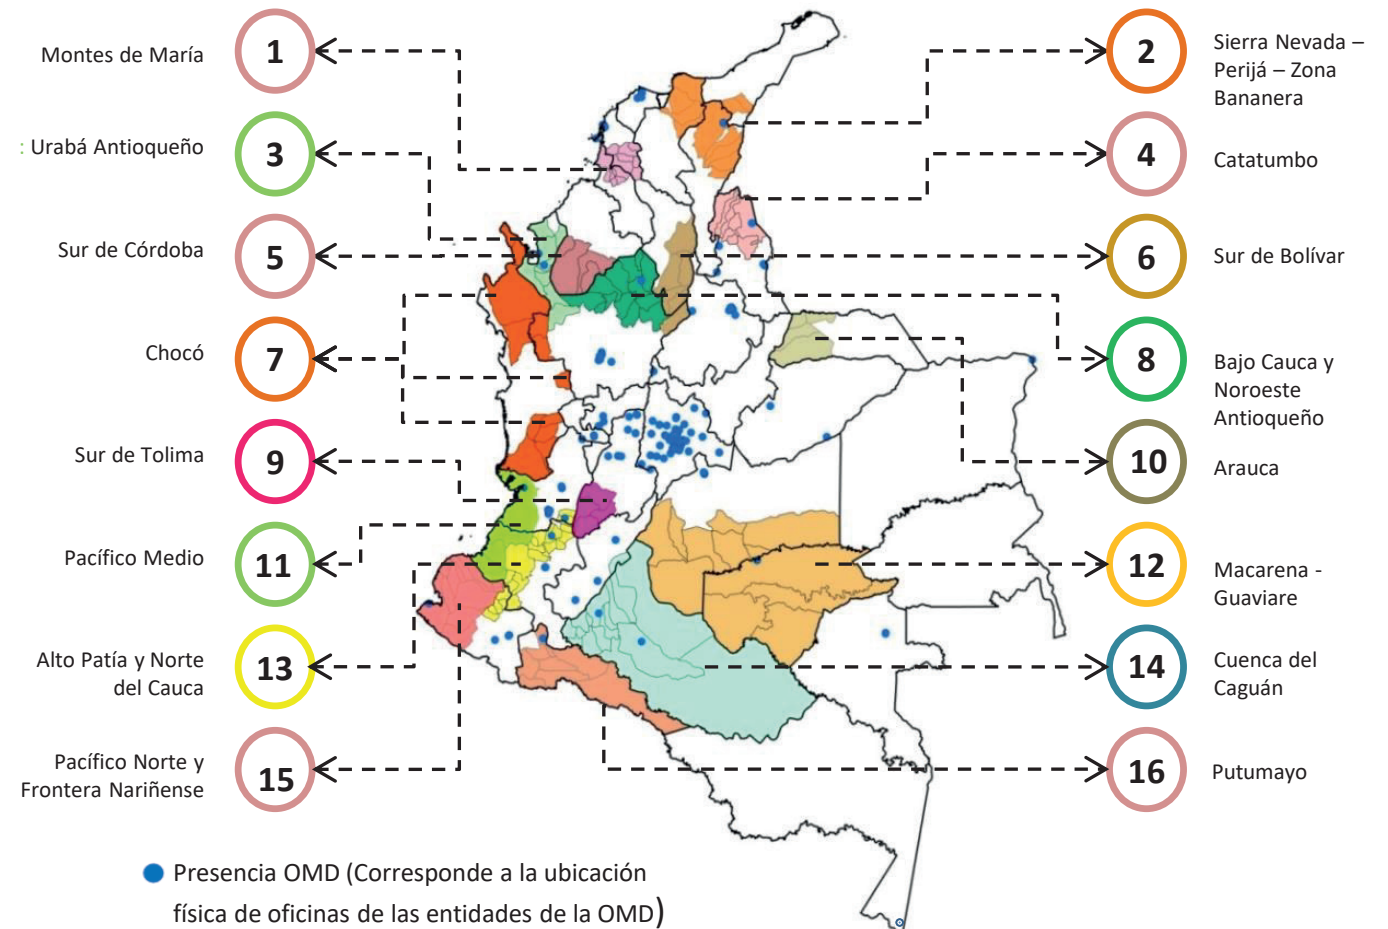 Montes de María
1
2
Sierra Nevada –
Perijá – Zona
Bananera
: Urabá Antioqueño
3
4
Catatumbo
Sur de Córdoba
5
6
Sur de Bolívar
Chocó
7
8
Bajo Cauca y
Noroeste
Antioqueño
Sur de Tolima
9
10
Arauca
Pacífico Medio
11
12
Macarena -
Guaviare
Alto Patía y Norte
del Cauca
13
14
Cuenca del
Caguán
Pacífico Norte y
Frontera Nariñense
15
16
Putumayo
Presencia OMD (Corresponde a la ubicación
física de oficinas de las entidades de la OMD)